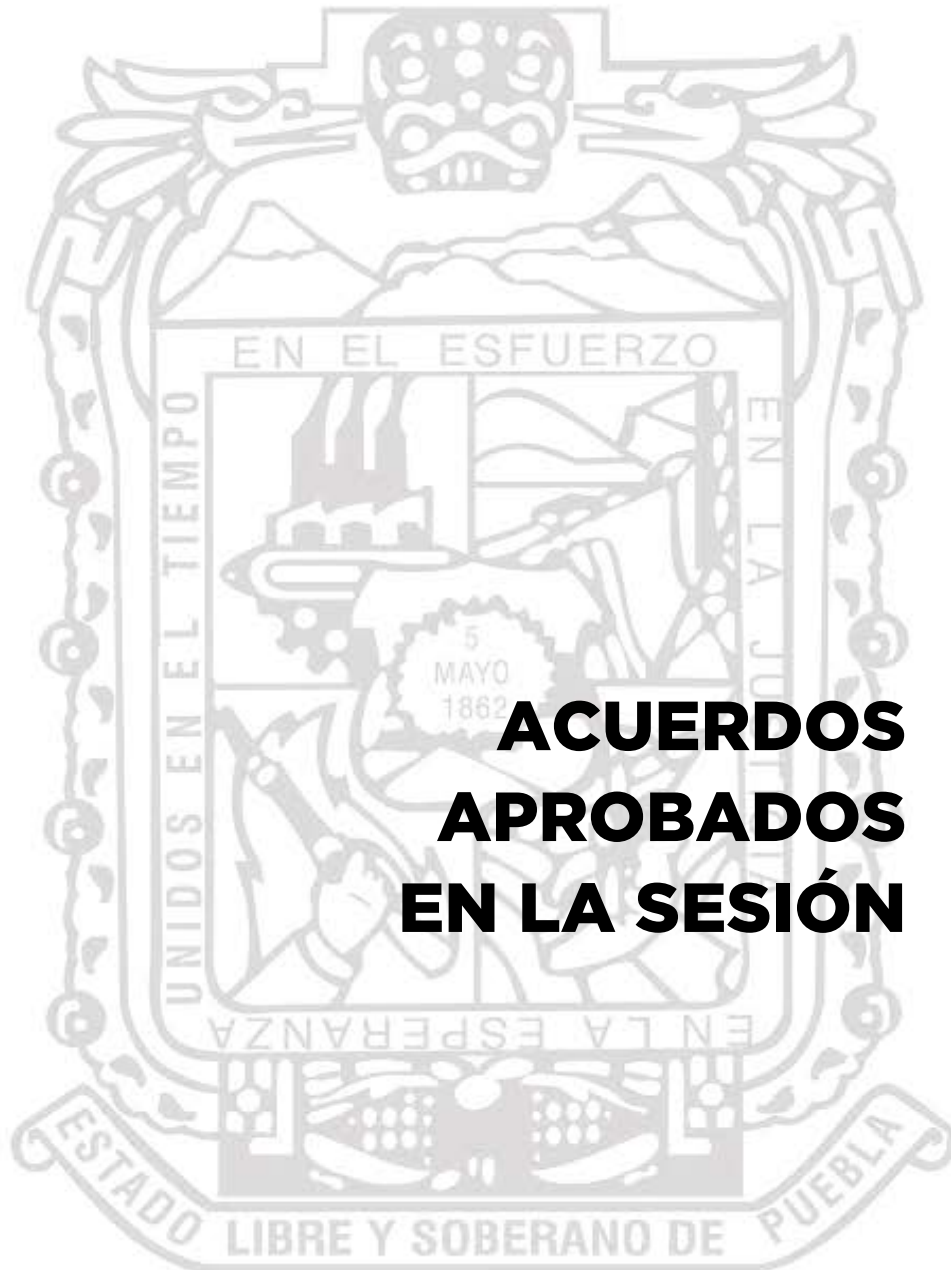 EN EL ESFUERZO
EN LA
UNIDOS EN EL TIEMPO
5
MAYO
1862
ACUERDOS
APROBADOS
EN LA SESIÓN
EN LA ESPERANZA
ESTADO LIBRE Y SOBERANO DE PUEBLA